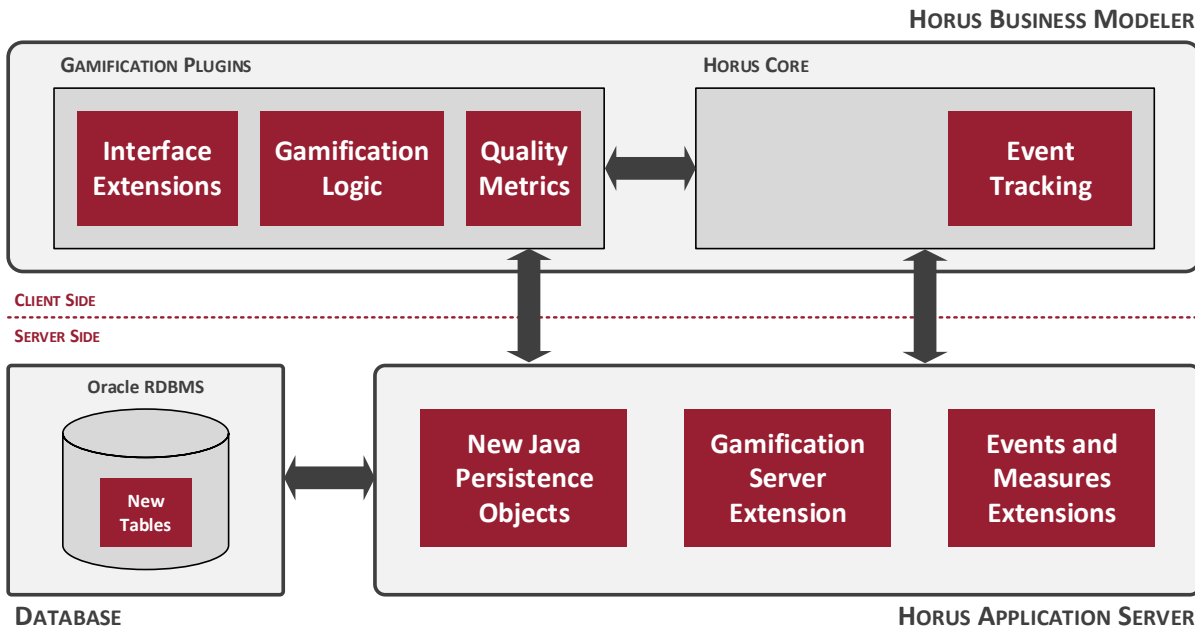 HORUS BUSINESS MODELER
GAMIFICATION PLUGINS
HORUS CORE
Interface
Extensions
Gamification
Logic
Quality
Metrics
Event
Tracking
CLIENT SIDE
SERVER SIDE
Oracle RDBMS
New
Tables
New Java
Persistence
Objects
Gamification
Server
Extension
Events and
Measures
Extensions
DATABASE
HORUS APPLICATION SERVER